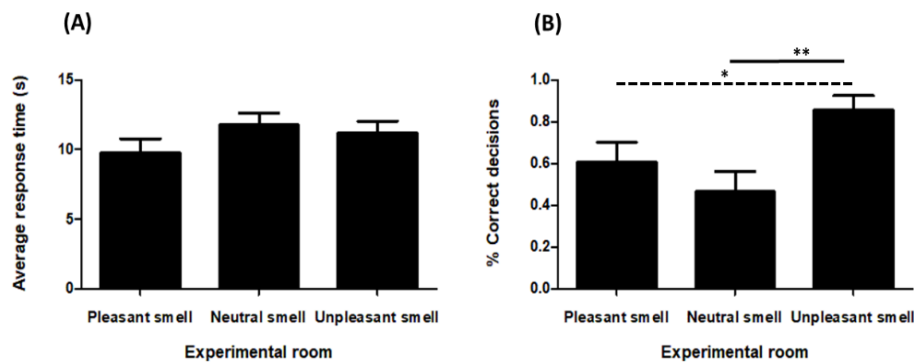 (A)
Average response time (s)
15
10
5
0
Pleasant smell Neutral smell Unpleasant smell
Experimental room
(B)
**
*
% Correct decisions
1.0
0.8
0.6
0.4
0.2
0.0
Pleasant smell Neutral smell Unpleasant smell
Experimental room